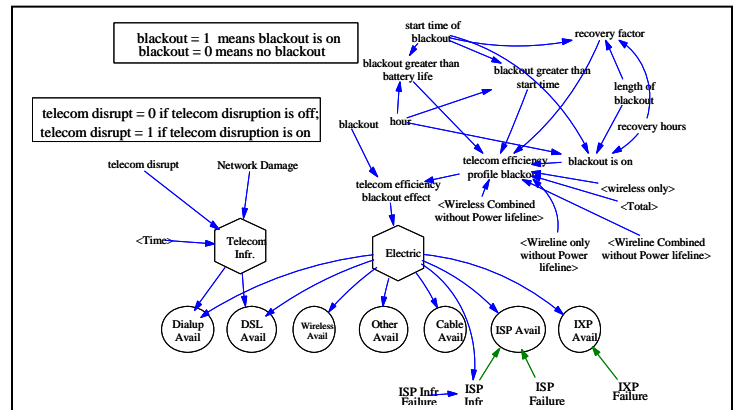 blackout = 1 means blackout is on
blackout = 0 means no blackout
telecom disrupt = 0 if telecom disruption is off;
telecom disrupt = 1 if telecom disruption is on
start time of
blackout
recovery factor
blackout greater than
battery life
blackout greater than
start time
length of
blackout
hour
blackout
recovery hours
telecom efficiency
profile blackout
blackout is on
telecom disrupt
Network Damage
telecom efficiency
blackout effect
<wireless only>
<Total>
<Wireless Combined
without Power lifeline>
<Wireline only
without Power
lifeline>
<Wireline Combined
without Power lifeline>
<Time>
Telecom
Infr.
Electric
Dialup
Avail
DSL
Avail
Wireless
Avail
Other
Avail
Cable
Avail
ISP Avail
IXP
Avail
ISP Infr
Failure
ISP
Infr
ISP
Failure
IXP
Failure